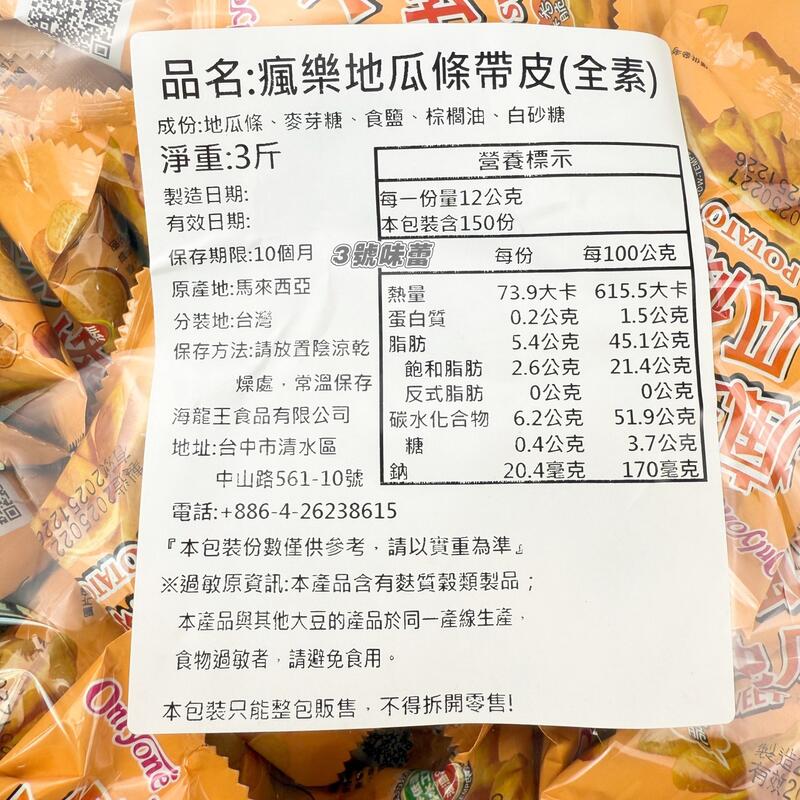 品名:瘋樂地瓜條帶皮(全素)
成份:地瓜條、麥芽糖、食鹽、棕櫚油、白砂糖
淨重:3斤
製造日期:
有效日期:
保存期限:10個月
原產地:馬來西亞
分裝地:台灣
保存方法:請放置陰涼乾
燥處，常溫保存
海龍王食品有限公司
地址:台中市清水區
中山路561-10號
電話:+886-4-26238615
營養標示
每一份量12公克
本包裝含150份
每份 每100公克
熱量 73.9大卡 615.5大卡
蛋白質 0.2公克 1.5公克
脂肪 5.4公克 45.1公克
飽和脂肪 2.6公克 21.4公克
反式脂肪 0公克 0公克
碳水化合物 6.2公克 51.9公克
糖 0.4公克 3.7公克
鈉 20.4毫克 170毫克
3號味蕾
『本包裝份數僅供參考，請以實重為準』
※過敏原資訊:本產品含有麩質穀類製品；
本產品與其他大豆的產品於同一產線生產，
食物過敏者，請避免食用。
本包裝只能整包販售，不得拆開零售!
20250227
20251226
POTATO
Onlyone